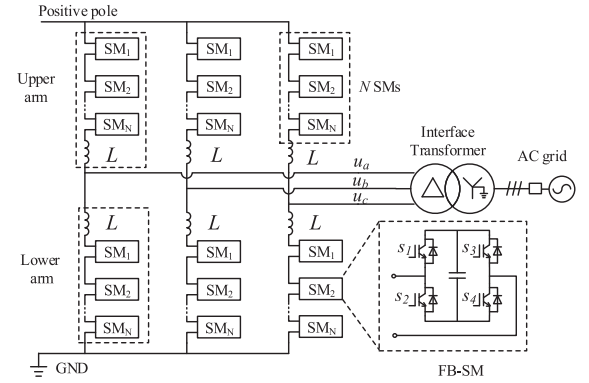 Positive pole
SM1 SM1 SM1
Upper arm
SM2 SM2 SM2
N SMs
SMN SMN SMN
L L L
Interface Transformer
AC grid
ua
ub
uc
L L L
Lower arm
SM1 SM1 SM1
SM2 SM2 SM2
SMN SMN SMN
S1 S3
S2 S4
GND
FB-SM